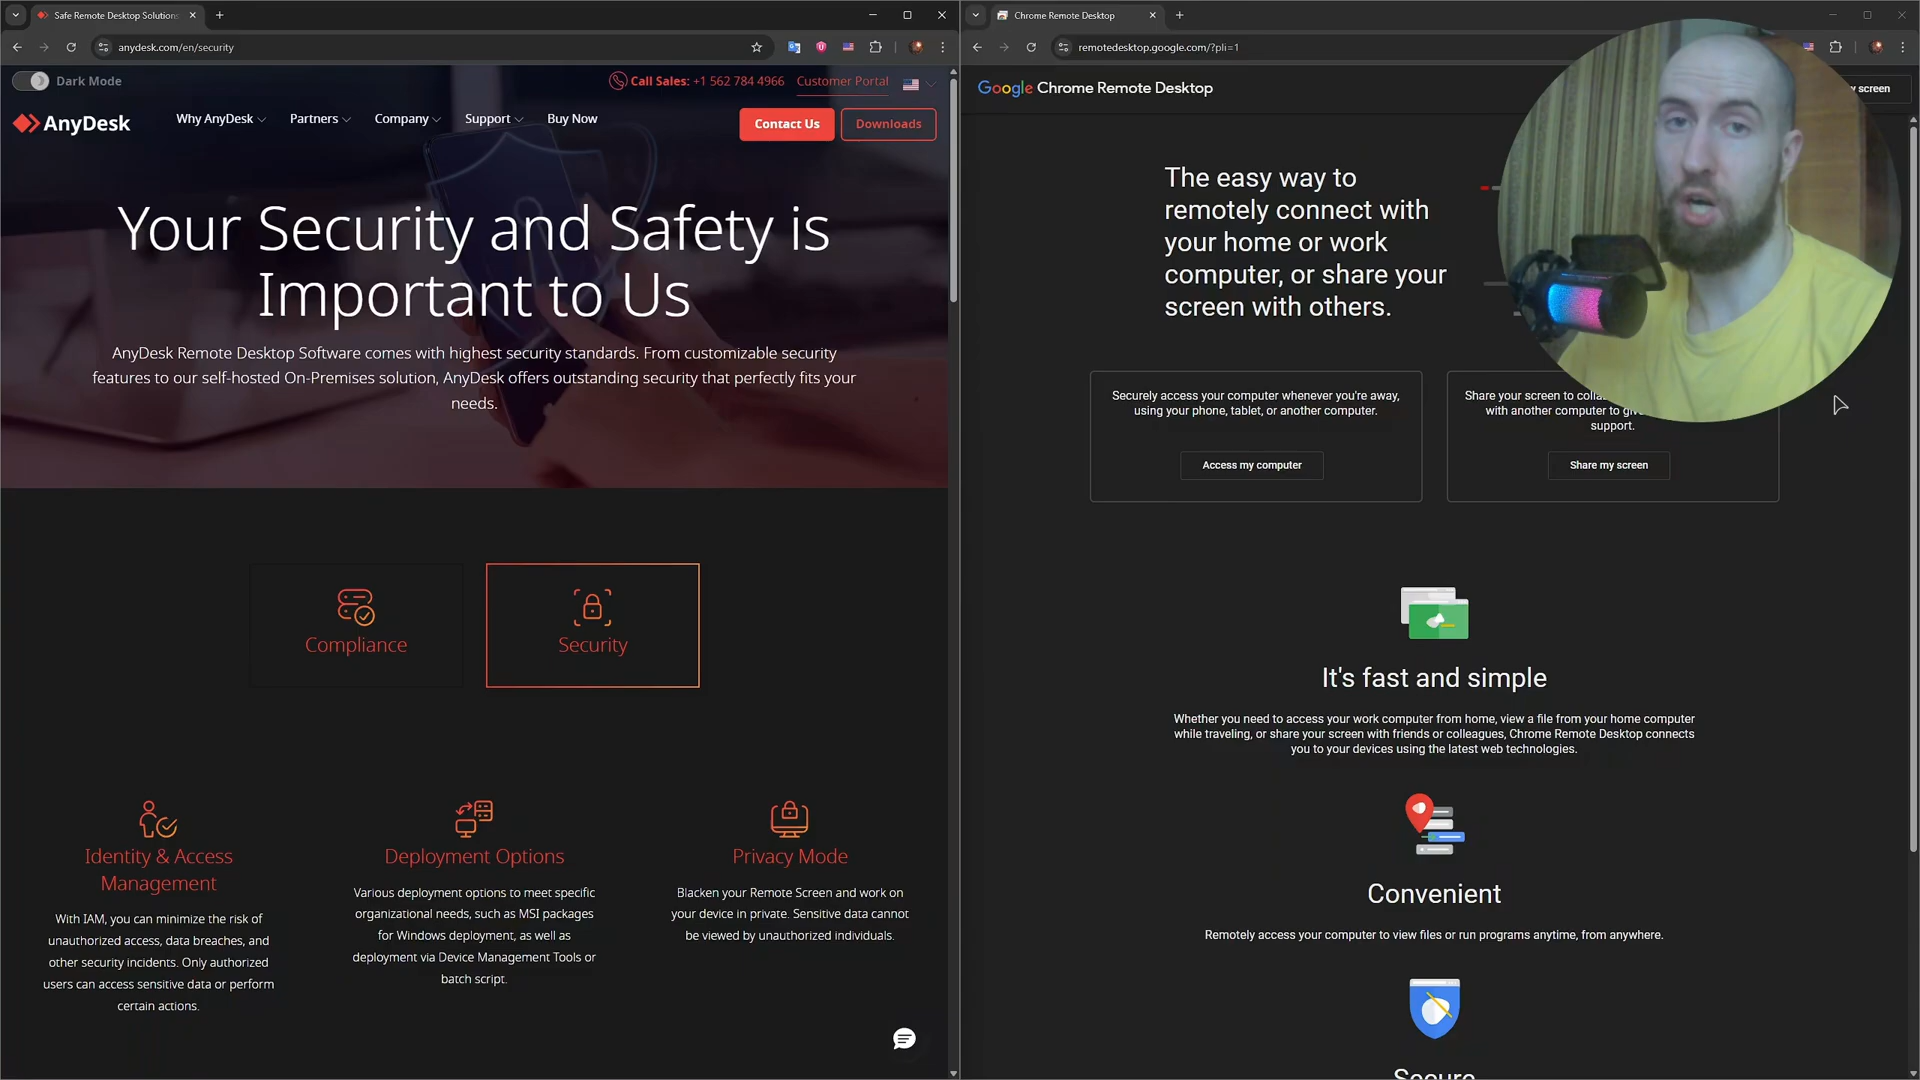 Safe Remote Desktop Solutions
anydesk.com/en/security
Dark Mode
Call Sales: +1 562 784 4966
Customer Portal
AnyDesk
Why AnyDesk
Partners
Company
Support
Buy Now
Contact Us
Downloads
Your Security and Safety is
Important to Us
AnyDesk Remote Desktop Software comes with highest security standards. From customizable security
features to our self-hosted On-Premises solution, AnyDesk offers outstanding security that perfectly fits your
needs.
Compliance
Security
Identity & Access
Management
With IAM, you can minimize the risk of
unauthorized access, data breaches, and
other security incidents. Only authorized
users can access sensitive data or perform
certain actions.
Deployment Options
Various deployment options to meet specific
organizational needs, such as MSI packages
for Windows deployment, as well as
deployment via Device Management Tools or
batch script.
Privacy Mode
Blacken your Remote Screen and work on
your device in private. Sensitive data cannot
be viewed by unauthorized individuals.
Chrome Remote Desktop
remotedesktop.google.com/?pli=1
Google Chrome Remote Desktop
screen
The easy way to
remotely connect with
your home or work
computer, or share your
screen with others.
Securely access your computer whenever you're away,
using your phone, tablet, or another computer.
Access my computer
Share your screen to
with another computer to
support.
Share my screen
It's fast and simple
Whether you need to access your work computer from home, view a file from your home computer
while traveling, or share your screen with friends or colleagues, Chrome Remote Desktop connects
you to your devices using the latest web technologies.
Convenient
Remotely access your computer to view files or run programs anytime, from anywhere.
Secure